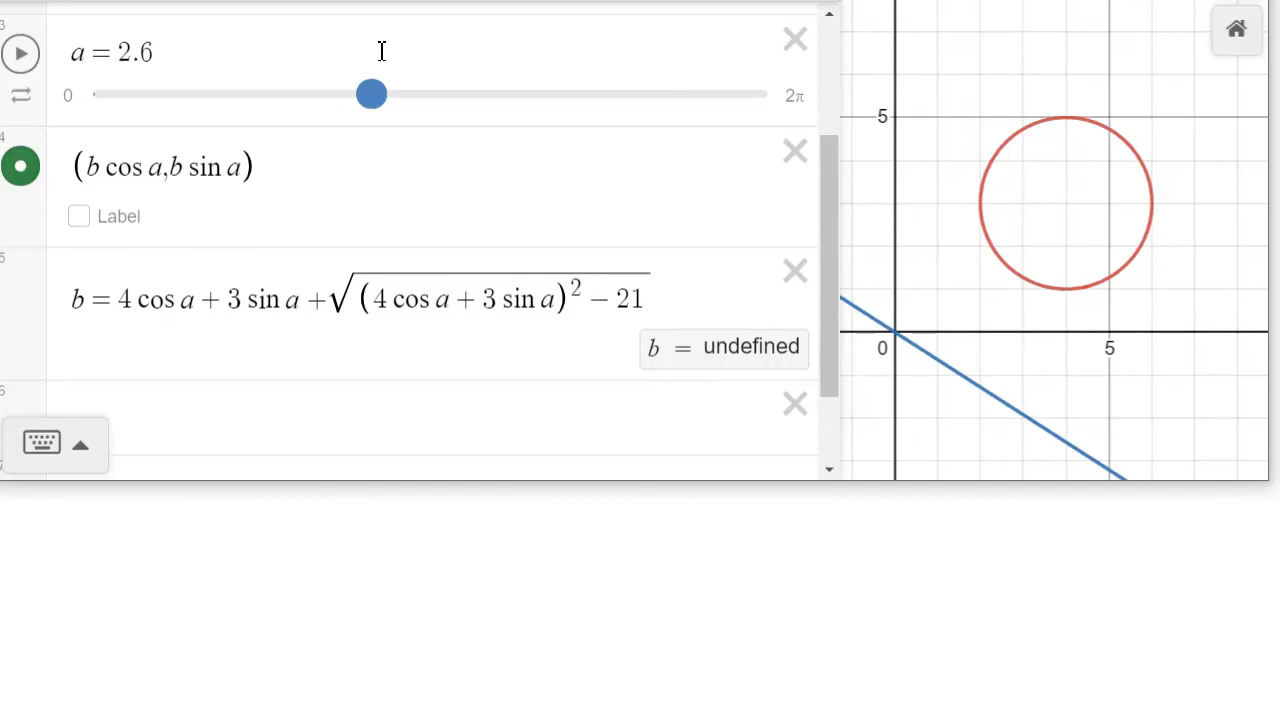 3
a = 2.6
0
2π
4
(b cos a,b sin a)
Label
5
b = 4 cos a + 3 sin a +√(4 cos a + 3 sin a)² − 21
b = undefined
6
5
0
5